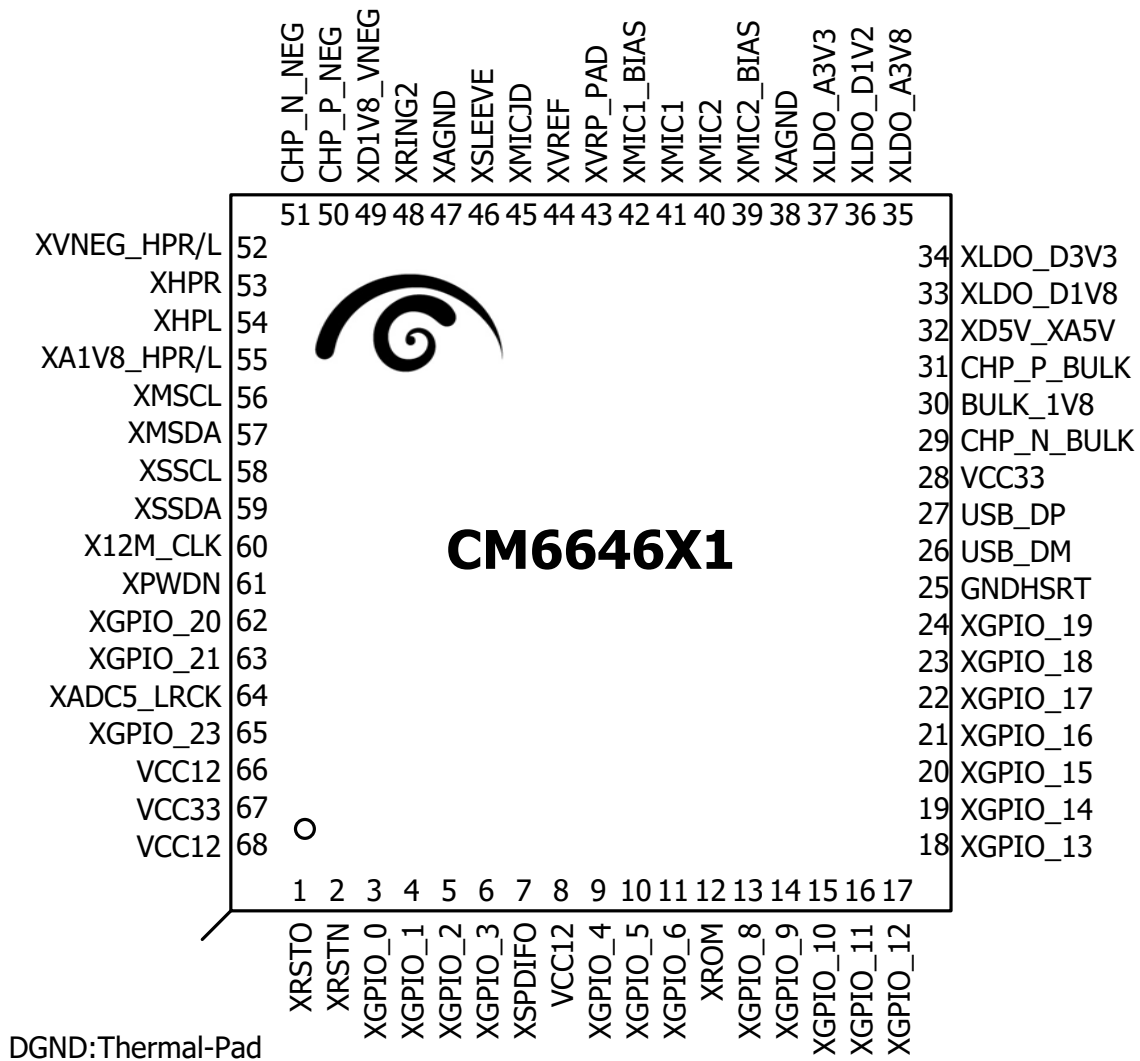 CHP_N_NEG
CHP_P_NEG
XD1V8_VNEG
XRING2
XAGND
XSLEEVE
XMICJD
XVREF
XVRP_PAD
XMIC1_BIAS
XMIC1
XMIC2
XMIC2_BIAS
XAGND
XLDO_A3V3
XLDO_D1V2
XLDO_A3V8
51 50 49 48 47 46 45 44 43 42 41 40 39 38 37 36 35
XVNEG_HPR/L 52
XHPR 53
XHPL 54
XA1V8_HPR/L 55
XMSCL 56
XMSDA 57
XSSCL 58
XSSDA 59
X12M_CLK 60
XPWDN 61
XGPIO_20 62
XGPIO_21 63
XADC5_LRCK 64
XGPIO_23 65
VCC12 66
VCC33 67
VCC12 68
CM6646X1
34 XLDO_D3V3
33 XLDO_D1V8
32 XD5V_XA5V
31 CHP_P_BULK
30 BULK_1V8
29 CHP_N_BULK
28 VCC33
27 USB_DP
26 USB_DM
25 GNDHSRT
24 XGPIO_19
23 XGPIO_18
22 XGPIO_17
21 XGPIO_16
20 XGPIO_15
19 XGPIO_14
18 XGPIO_13
1 2 3 4 5 6 7 8 9 10 11 12 13 14 15 16 17
XRSTO
XRSTN
XGPIO_0
XGPIO_1
XGPIO_2
XGPIO_3
XSPDIFO
VCC12
XGPIO_4
XGPIO_5
XGPIO_6
XROM
XGPIO_8
XGPIO_9
XGPIO_10
XGPIO_11
XGPIO_12
DGND:Thermal-Pad